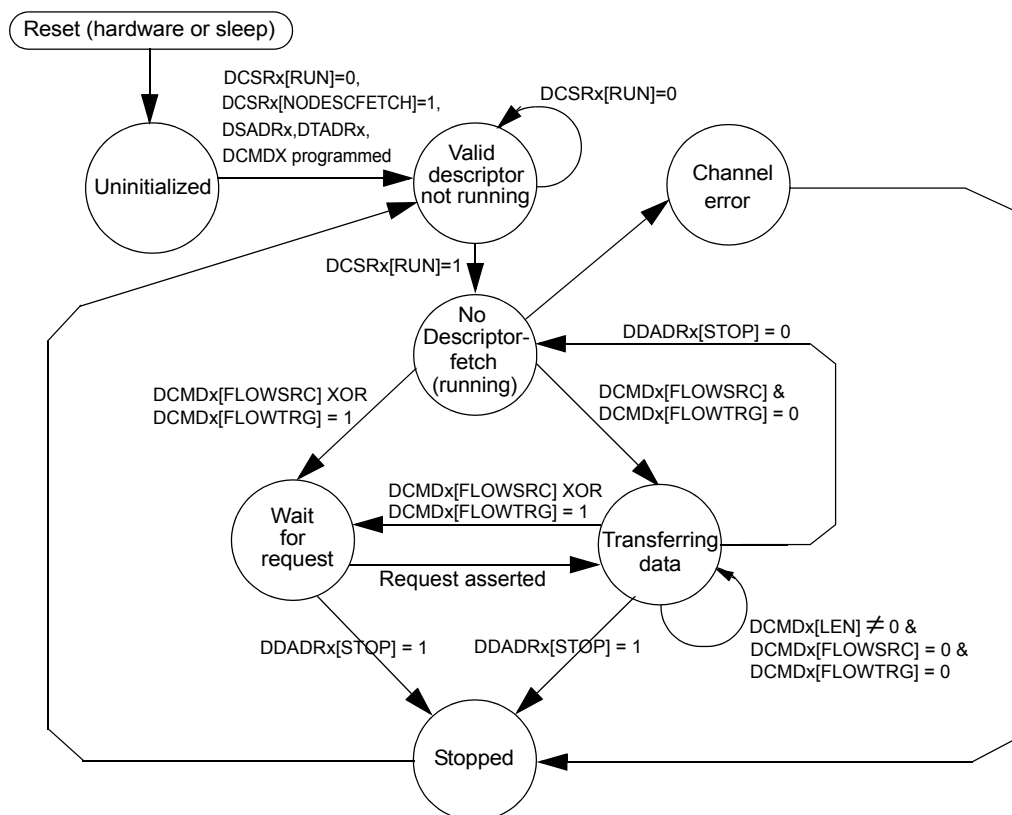 Reset (hardware or sleep)
DCSRx[RUN]=0,
DCSRx[NODESCFETCH]=1,
DSADRx,DTADRx,
DCMDX programmed
DCSRx[RUN]=0
Uninitialized
Valid
descriptor
not running
Channel
error
DCSRx[RUN]=1
No
Descriptor-
fetch
(running)
DDADRx[STOP] = 0
DCMDx[FLOWSRC] XOR
DCMDx[FLOWTRG] = 1
DCMDx[FLOWSRC] &
DCMDx[FLOWTRG] = 0
DCMDx[FLOWSRC] XOR
DCMDx[FLOWTRG] = 1
Wait
for
request
Transferring
data
Request asserted
DDADRx[STOP] = 1
DDADRx[STOP] = 1
DCMDx[LEN] ≠ 0 &
DCMDx[FLOWSRC] = 0 &
DCMDx[FLOWTRG] = 0
Stopped